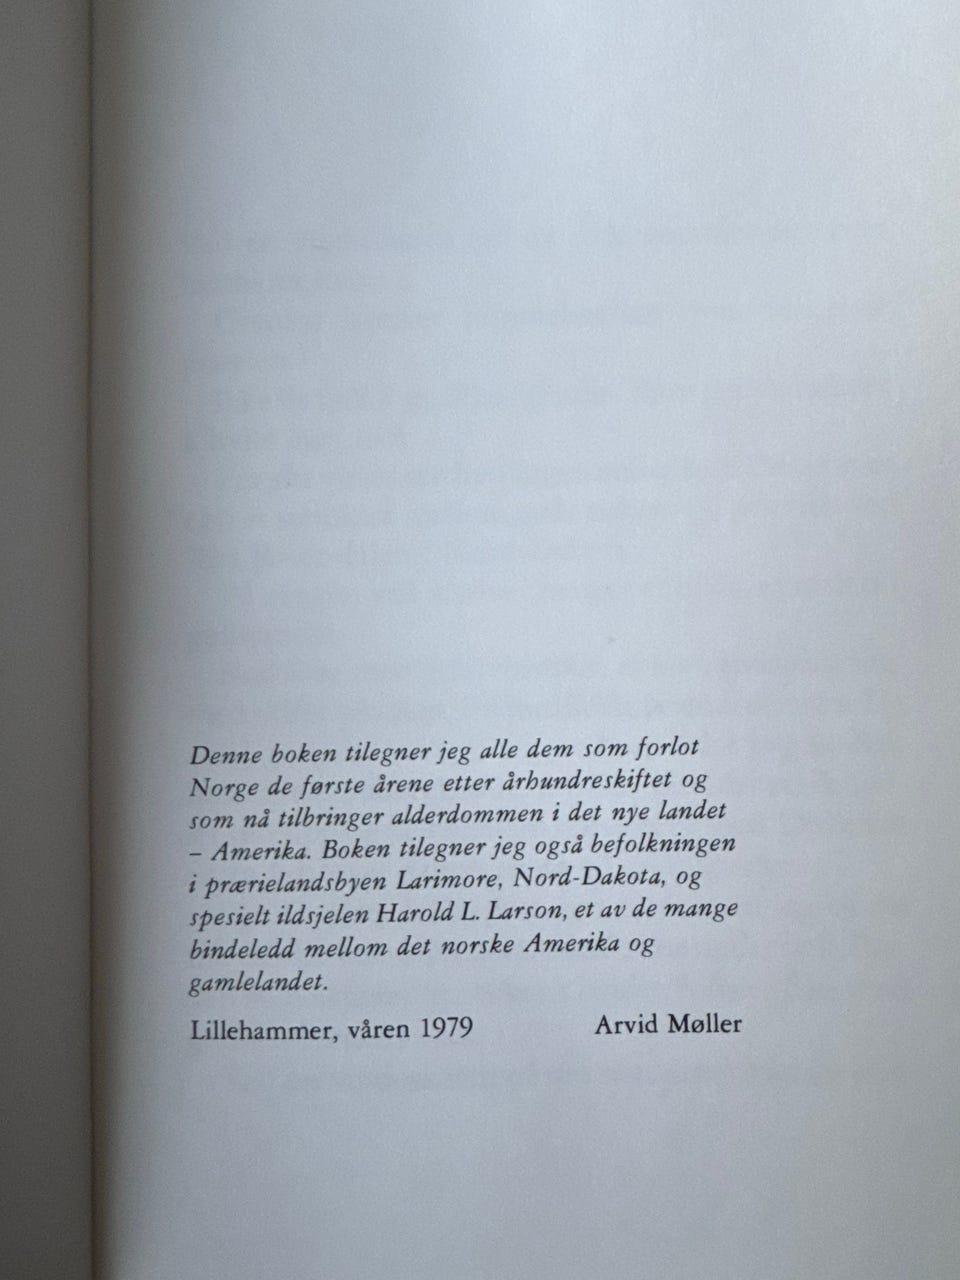 Denne boken tilegner jeg alle dem som forlot
Norge de første årene etter århundreskiftet og
som nå tilbringer alderdommen i det nye landet
– Amerika. Boken tilegner jeg også befolkningen
i prærielandsbyen Larimore, Nord-Dakota, og
spesielt ildsjelen Harold L. Larson, et av de mange
bindeledd mellom det norske Amerika og
gamlelandet.
Lillehammer, våren 1979 Arvid Møller